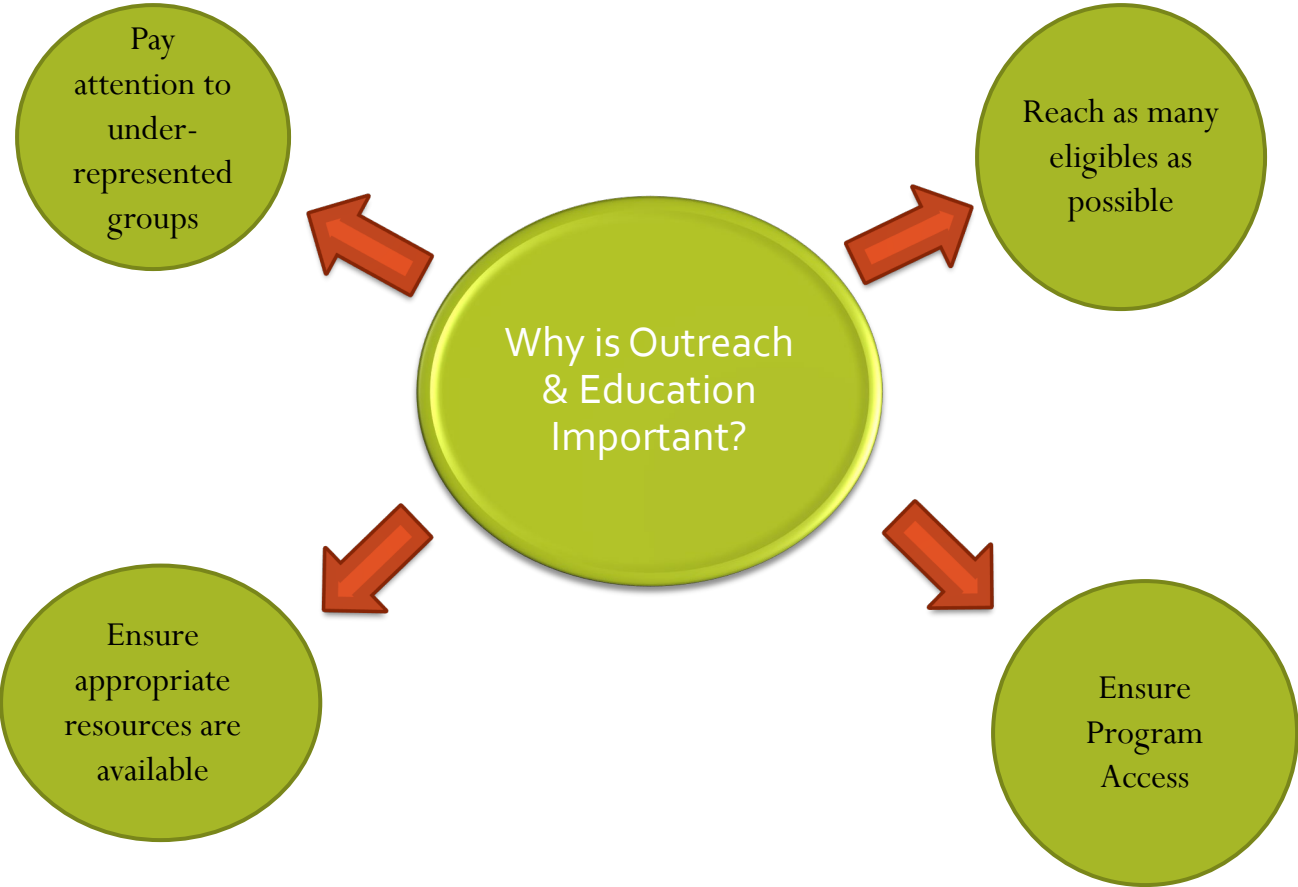 Pay
attention to
under-
represented
groups
Reach as many
eligibles as
possible
Why is Outreach
& Education
Important?
Ensure
appropriate
resources are
available
Ensure
Program
Access